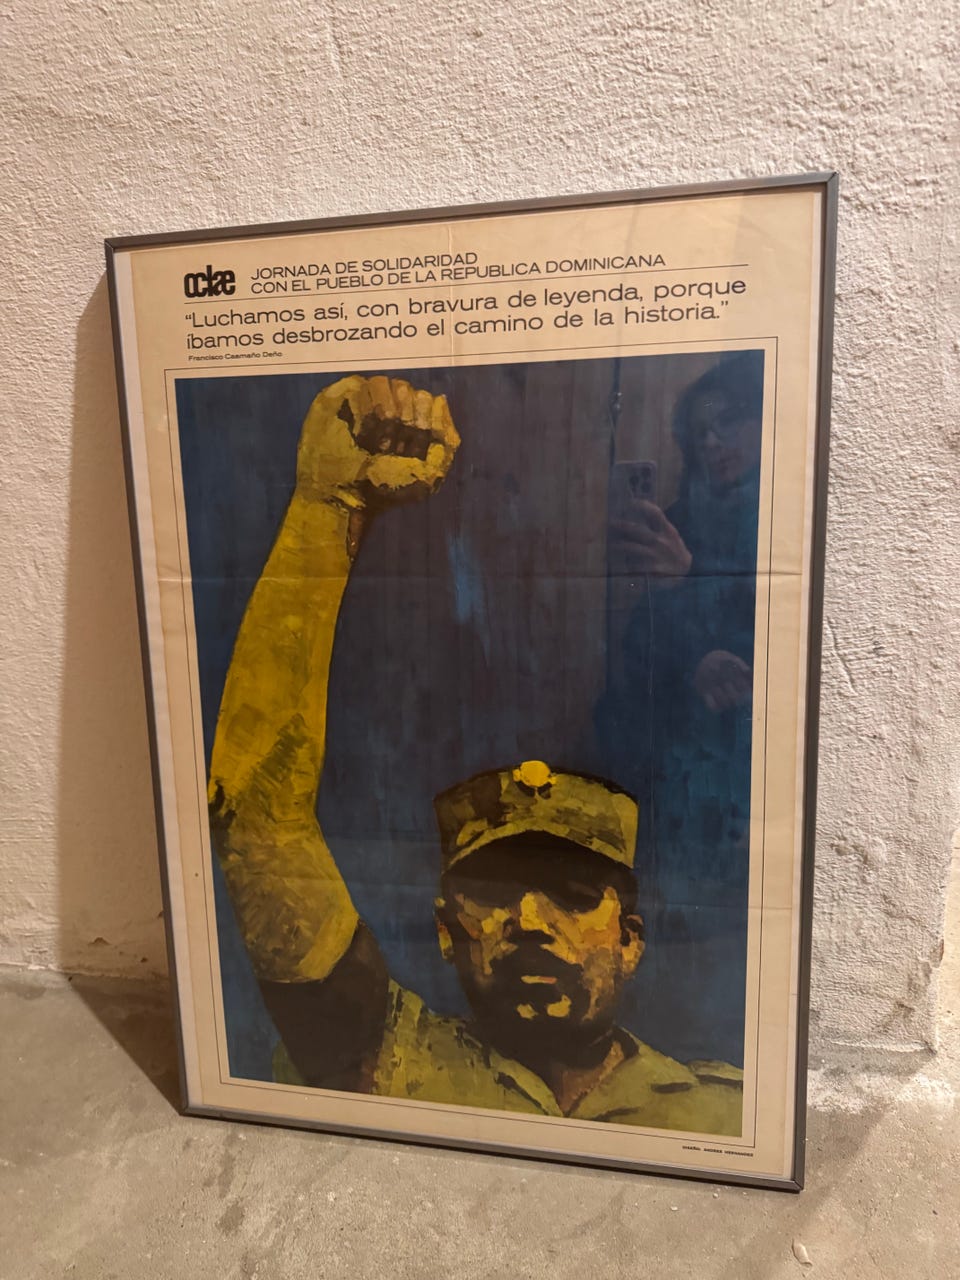 oclae
JORNADA DE SOLIDARIDAD
CON EL PUEBLO DE LA REPUBLICA DOMINICANA
“Luchamos así, con bravura de leyenda, porque
íbamos desbrozando el camino de la historia.”
Francisco Caamaño Deño
DISEÑO: ANDRES HERNANDEZ